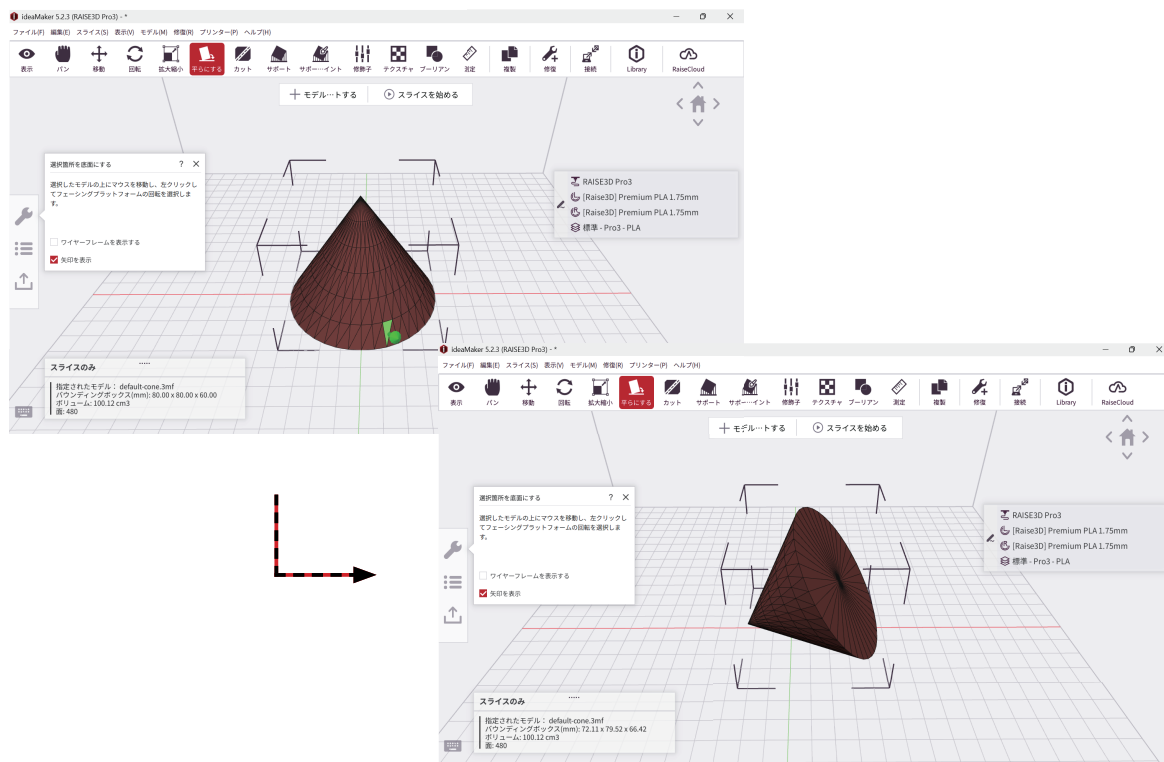 ideaMaker 5.2.3 (RAISE3D Pro3) - *
ファイル(F) 編集(E) スライス(S) 表示(V) モデル(M) 修復(R) プリンター(P) ヘルプ(H)
表示 パン 移動 回転 拡大縮小 平らにする カット サポート サポー…イント 修飾子 テクスチャ ブーリアン 測定 複製 修復 接続 Library RaiseCloud
モデル…トする スライスを始める
選択箇所を底面にする ? ×
選択したモデルの上にマウスを移動し、左クリックし
てフェーシングプラットフォームの回転を選択しま
す。
ワイヤーフレームを表示する
矢印を表示
RAISE3D Pro3
[Raise3D] Premium PLA 1.75mm
[Raise3D] Premium PLA 1.75mm
標準 - Pro3 - PLA
スライスのみ
指定されたモデル： default-cone.3mf
バウンディングボックス(mm): 80.00 x 80.00 x 60.00
ボリューム: 100.12 cm3
面: 480
ideaMaker 5.2.3 (RAISE3D Pro3) - *
ファイル(F) 編集(E) スライス(S) 表示(V) モデル(M) 修復(R) プリンター(P) ヘルプ(H)
表示 パン 移動 回転 拡大縮小 平らにする カット サポート サポー…イント 修飾子 テクスチャ ブーリアン 測定 複製 修復 接続 Library RaiseCloud
モデル…トする スライスを始める
選択箇所を底面にする ? ×
選択したモデルの上にマウスを移動し、左クリックし
てフェーシングプラットフォームの回転を選択しま
す。
ワイヤーフレームを表示する
矢印を表示
RAISE3D Pro3
[Raise3D] Premium PLA 1.75mm
[Raise3D] Premium PLA 1.75mm
標準 - Pro3 - PLA
スライスのみ
指定されたモデル： default-cone.3mf
バウンディングボックス(mm): 72.11 x 79.52 x 66.42
ボリューム: 100.12 cm3
面: 480